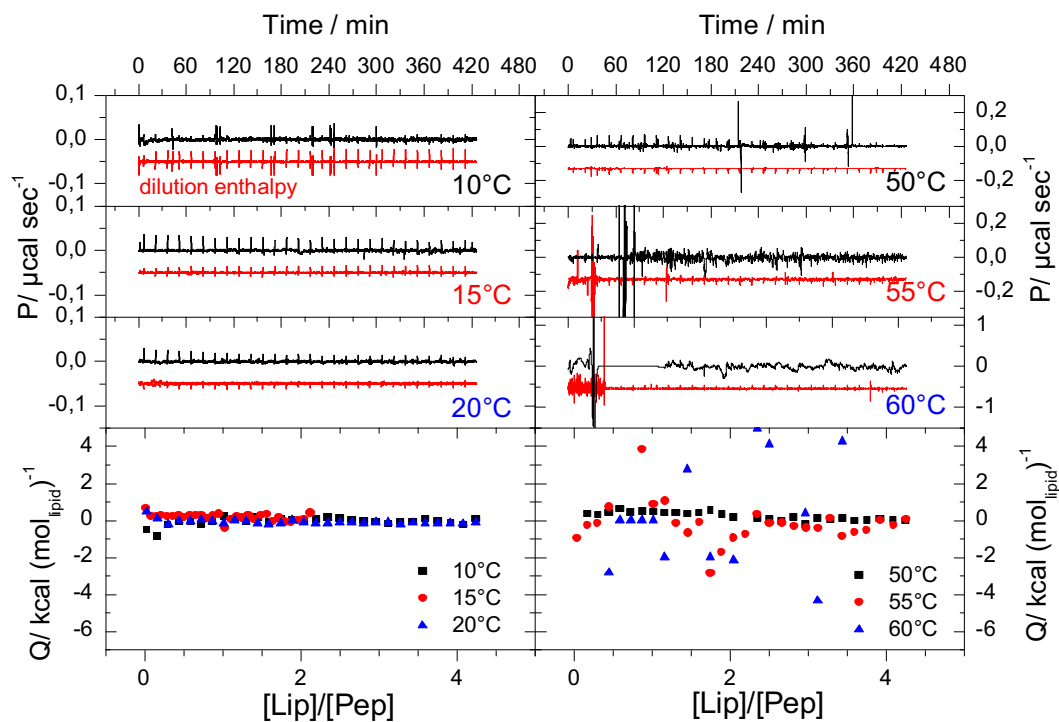 Time / min
Time / min
0 60 120 180 240 300 360 420 480
0 60 120 180 240 300 360 420 480
P/ µcal sec⁻¹
0,1
0,0
-0,1
dilution enthalpy
10°C
0,1
0,0
-0,1
15°C
0,1
0,0
-0,1
20°C
0,2
0,0
-0,2
50°C
0,2
0,0
-0,2
55°C
1
0
-1
60°C
P/ µcal sec⁻¹
Q/ kcal (mol_lipid)⁻¹
4
2
0
-2
-4
-6
10°C
15°C
20°C
0 2 4
[Lip]/[Pep]
50°C
55°C
60°C
4
2
0
-2
-4
-6
Q/ kcal (mol_lipid)⁻¹
0 2 4
[Lip]/[Pep]